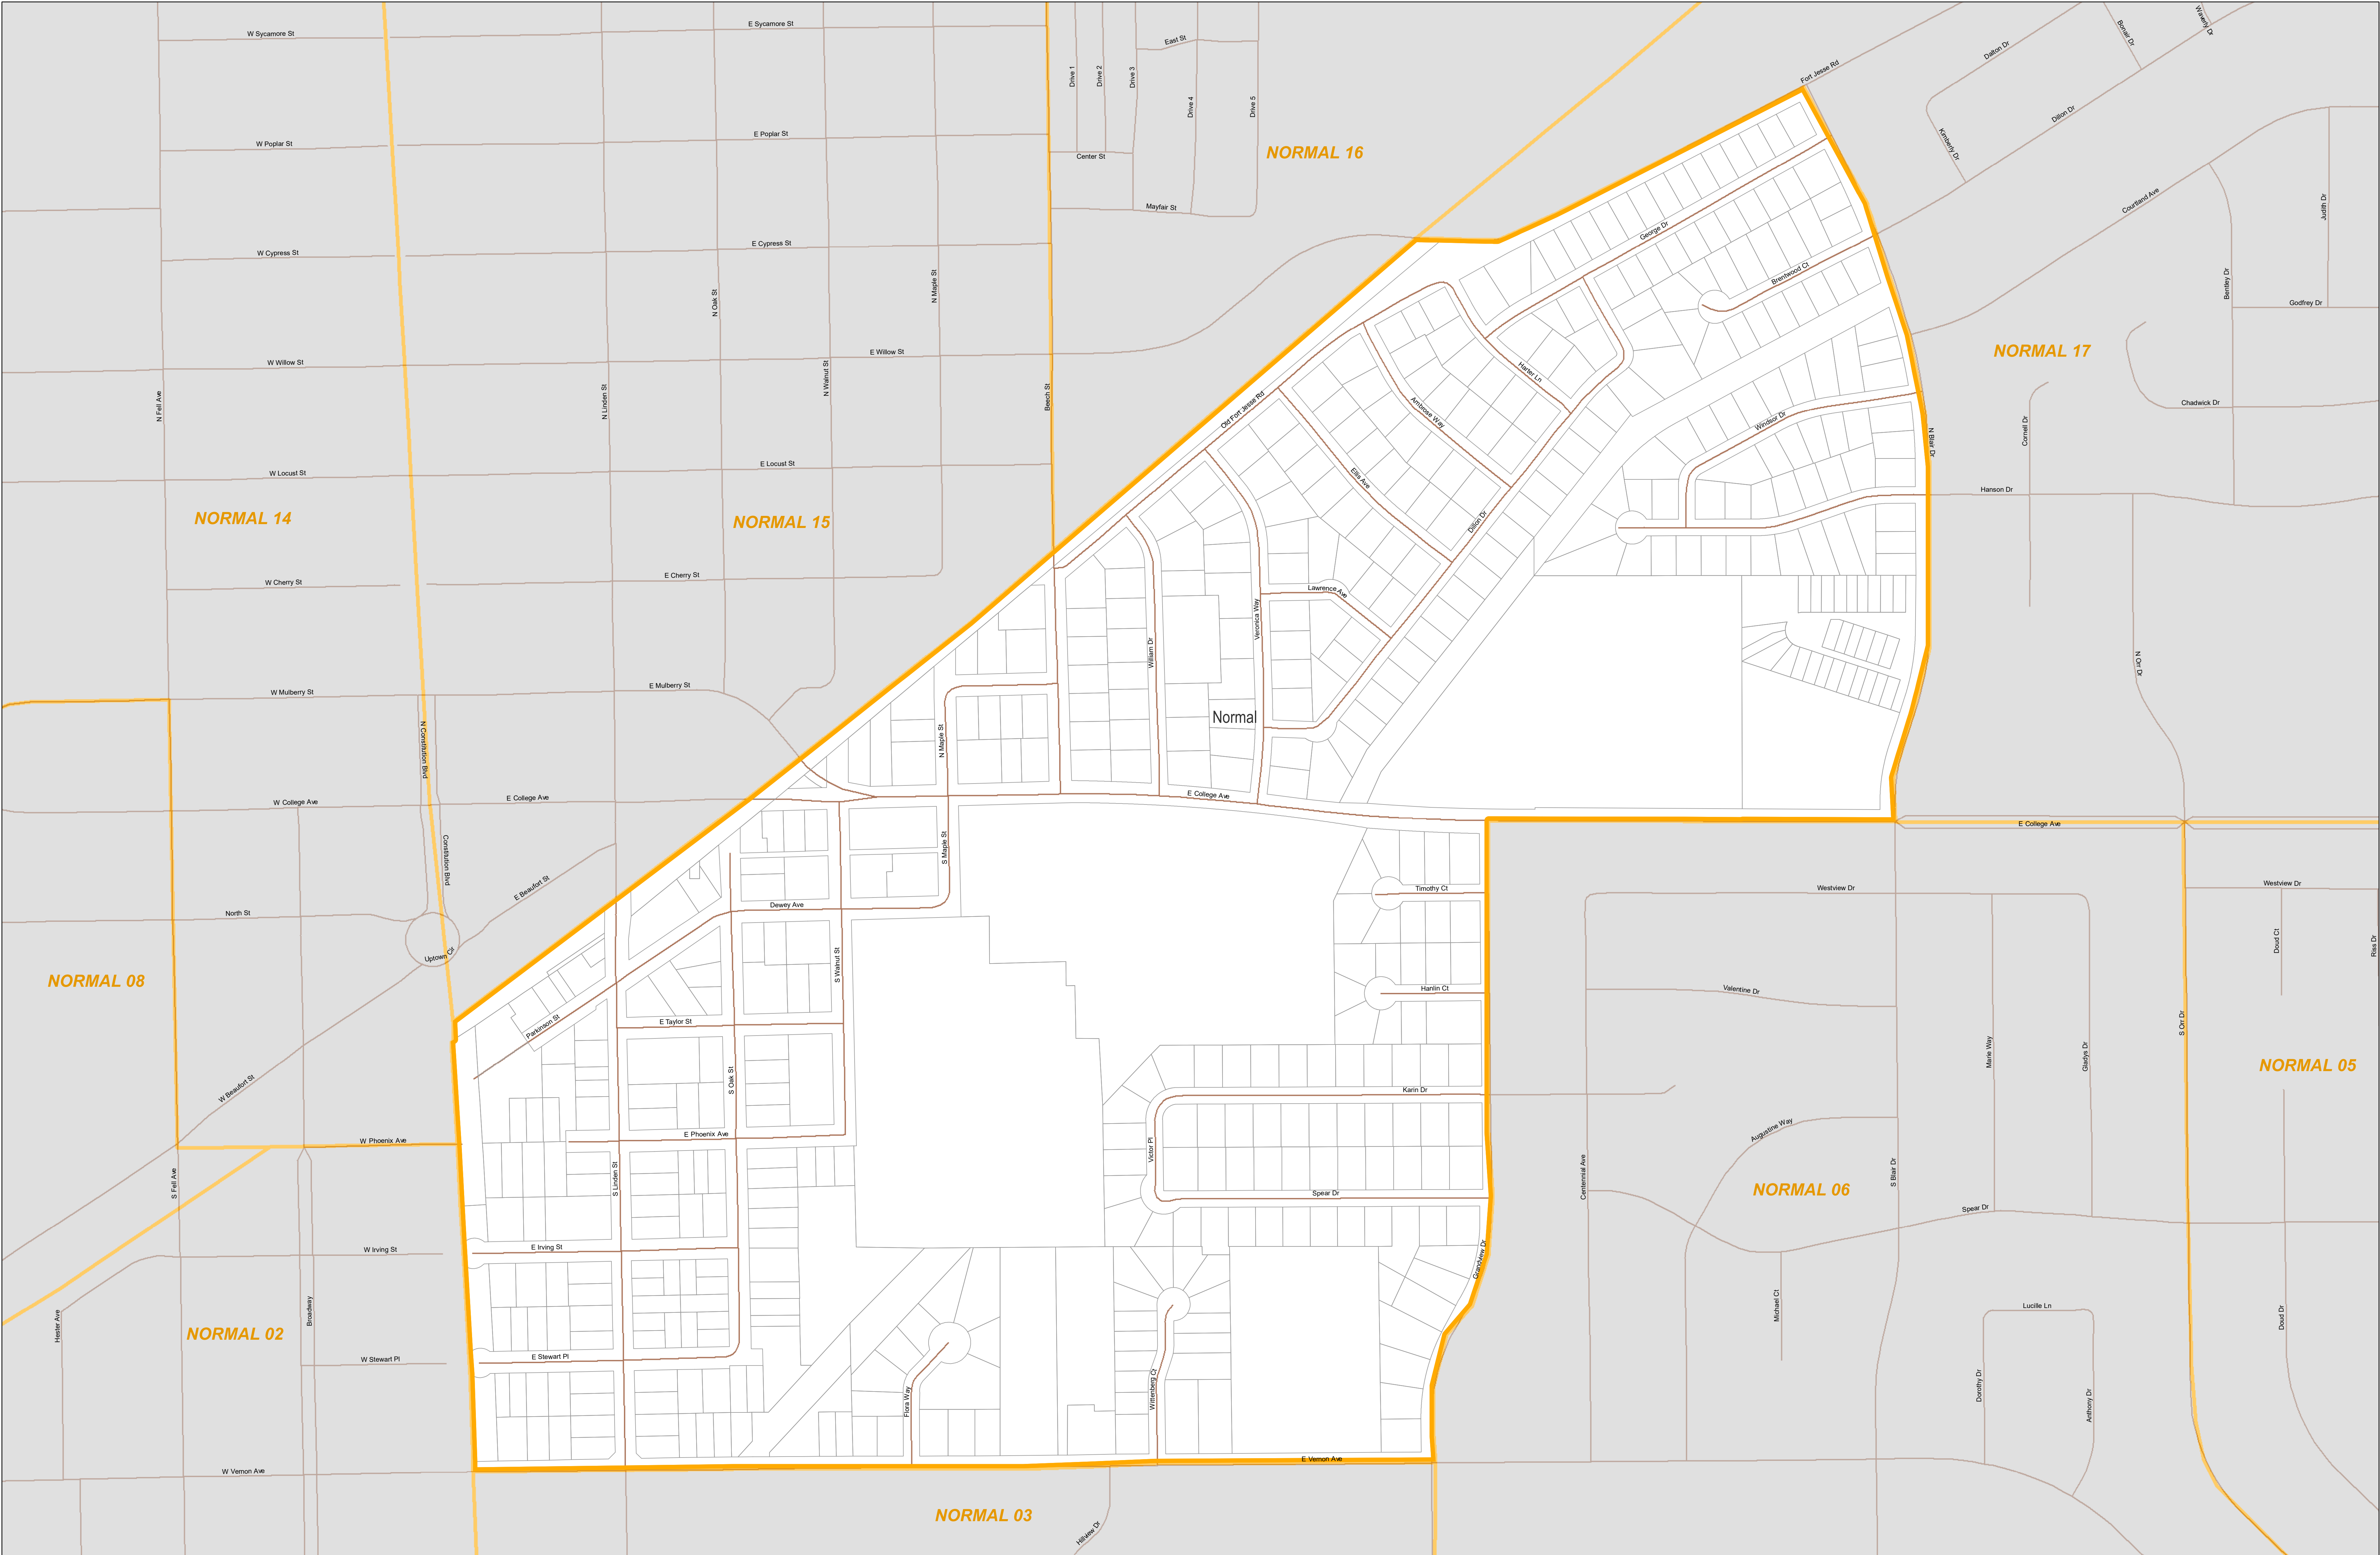 E Sycamore St
W Sycamore St
East St
Drive 1
Drive 2
Drive 3
Drive 4
Drive 5
Fort Jesse Rd
Dalton Dr
Bonair Dr
Waverly Dr
Dillon Dr
Kimberly Dr
E Poplar St
W Poplar St
Center St
NORMAL 16
Mayfair St
Courtland Ave
Judith Dr
George Dr
Brentwood Ct
Bentley Dr
Godfrey Dr
E Cypress St
W Cypress St
N Oak St
N Maple St
NORMAL 17
E Willow St
W Willow St
N Fell Ave
N Linden St
N Walnut St
Beech St
Harter Ln
Ambrose Way
Old Fort Jesse Rd
Windsor Dr
Chadwick Dr
Cornell Dr
N Blair Dr
E Locust St
W Locust St
Ellis Ave
Hanson Dr
NORMAL 14
NORMAL 15
Dillon Dr
E Cherry St
W Cherry St
Lawrence Ave
Veronica Way
William Dr
N Orr Dr
E Mulberry St
W Mulberry St
Normal
N Constitution Blvd
N Maple St
E College Ave
E College Ave
W College Ave
E College Ave
Constitution Blvd
S Maple St
E Beaufort St
Timothy Ct
Westview Dr
Westview Dr
North St
Dewey Ave
Uptown Cir
Doud Ct
Riss Dr
S Walnut St
NORMAL 08
Hanlin Ct
Valentine Dr
Parkinson St
E Taylor St
S Orr Dr
Marie Way
Gladys Dr
NORMAL 05
W Beaufort St
S Oak St
Karin Dr
E Phoenix Ave
W Phoenix Ave
Augustine Way
Victor Pl
S Fell Ave
S Linden St
Centennial Ave
S Blair Dr
NORMAL 06
Spear Dr
Spear Dr
E Irving St
W Irving St
Grandview Dr
Hester Ave
Broadway
NORMAL 02
Michael Ct
Lucille Ln
Doud Dr
E Stewart Pl
W Stewart Pl
Flora Way
Wittenberg Ct
Dorothy Dr
Anthony Dr
E Vernon Ave
W Vernon Ave
NORMAL 03
Hillview Dr